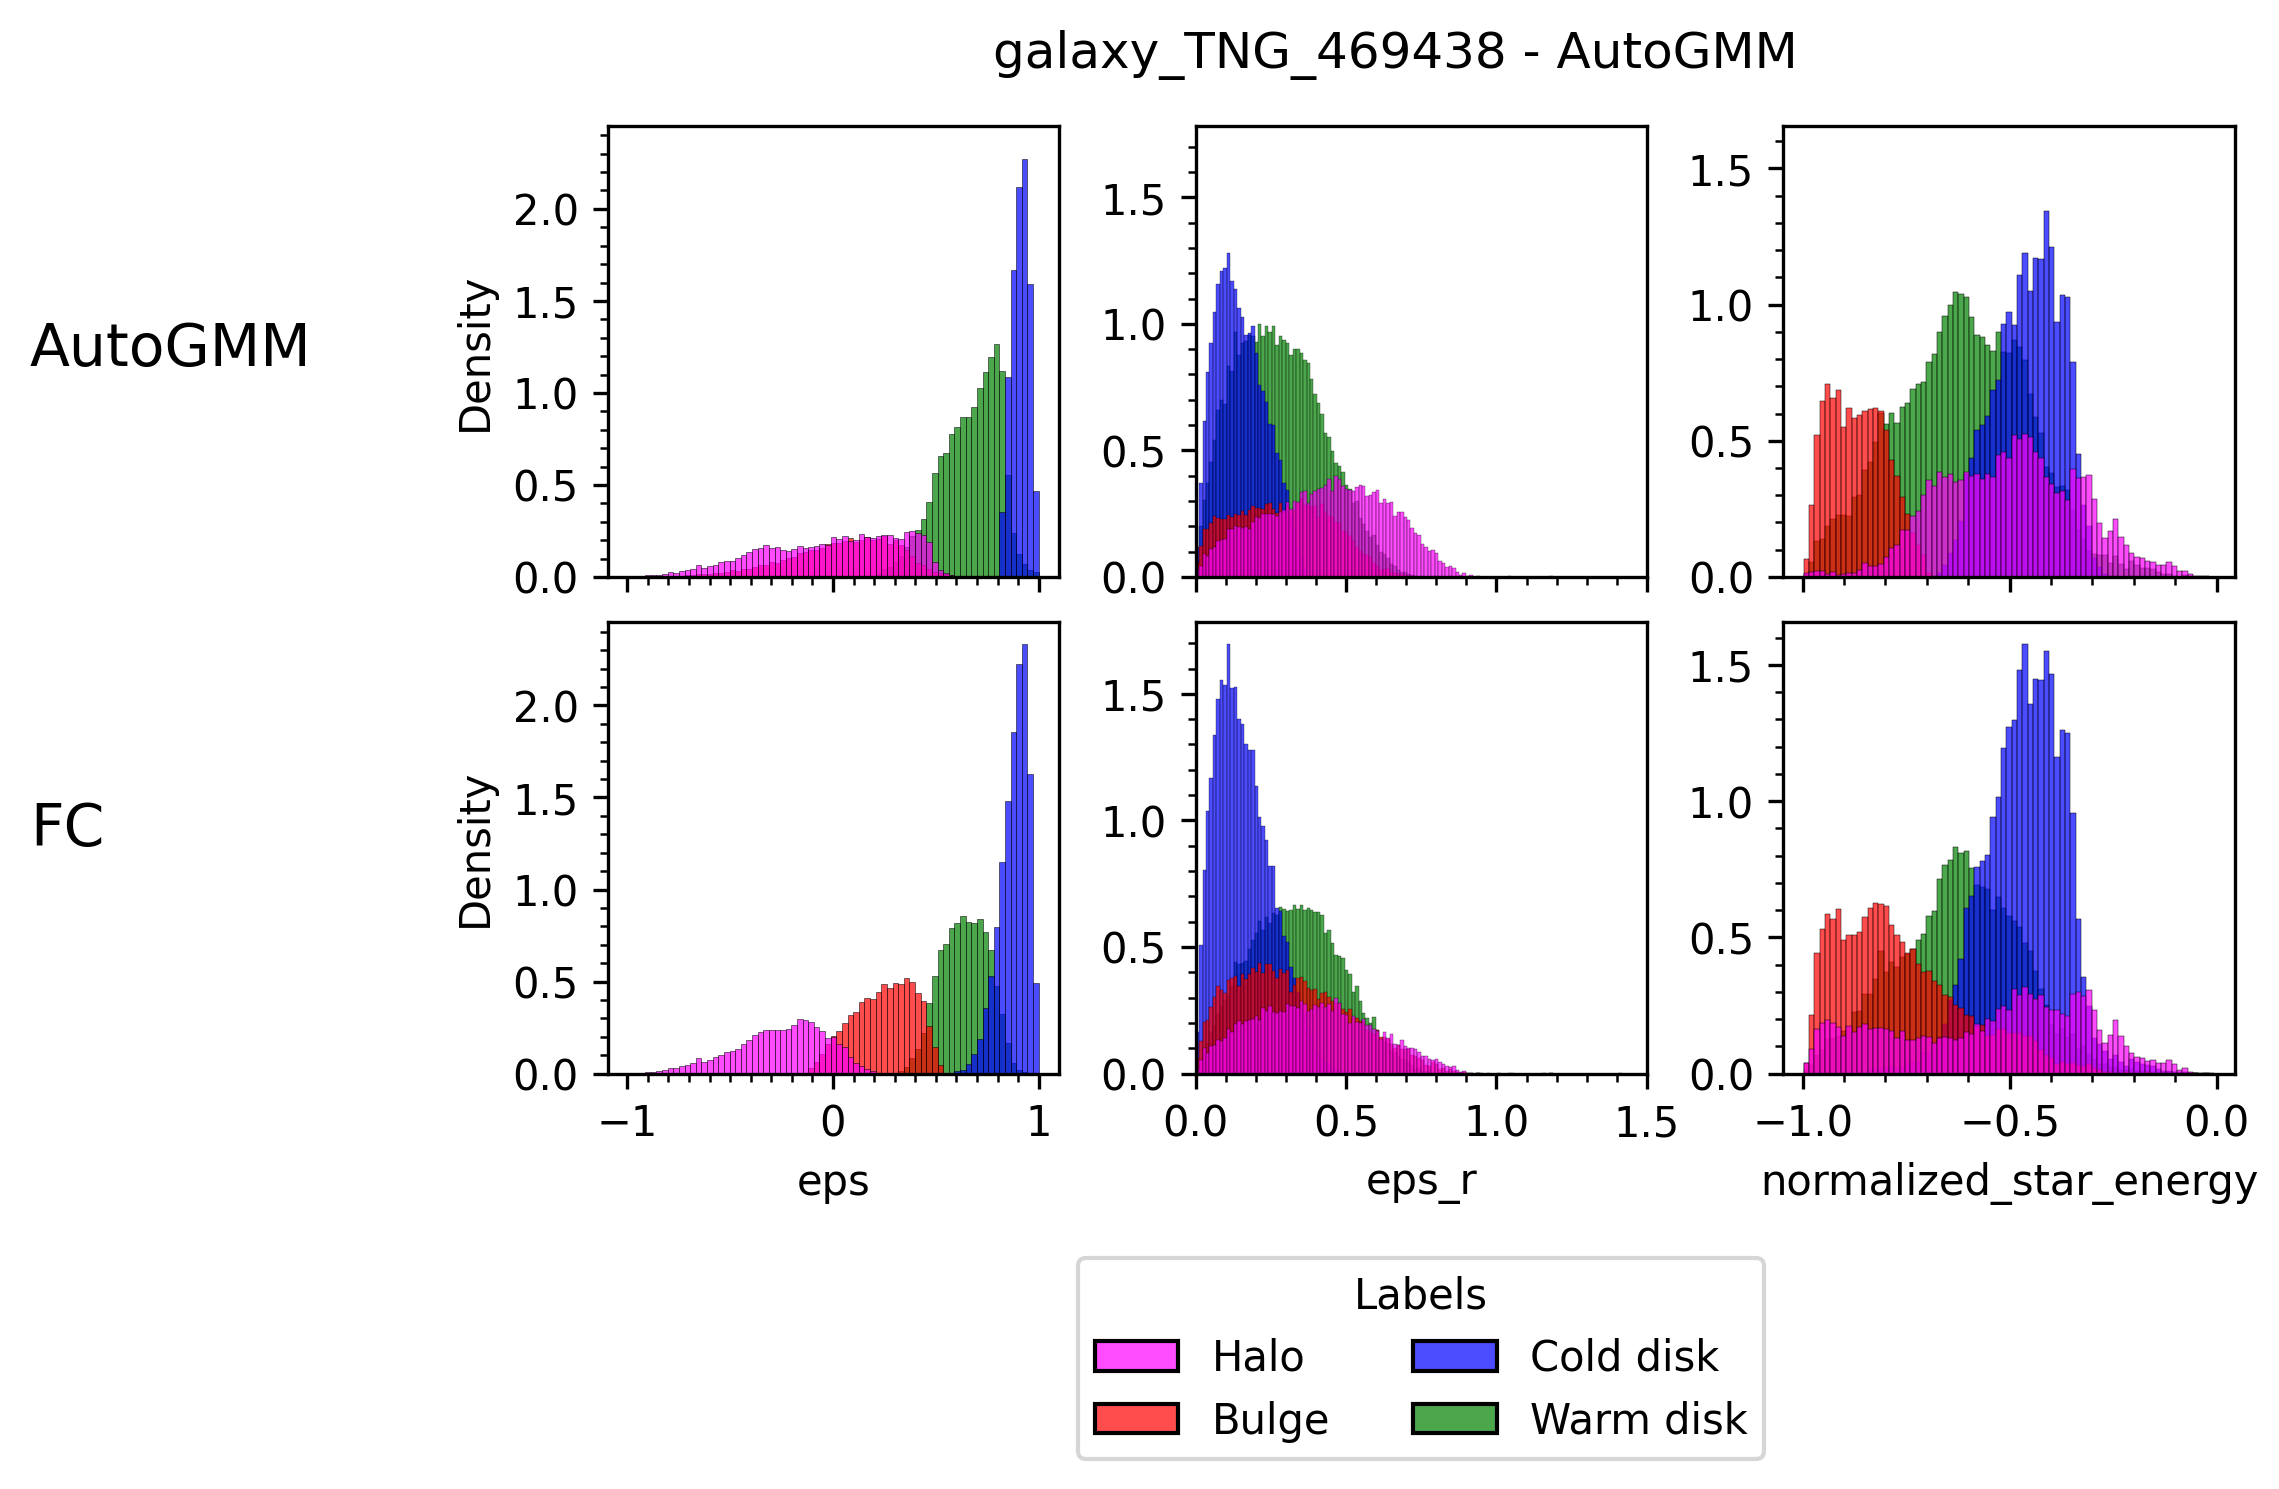 galaxy_TNG_469438 - AutoGMM
AutoGMM
Density
0.0
0.5
1.0
1.5
2.0
0.0
0.5
1.0
1.5
0.0
0.5
1.0
1.5
FC
Density
0.0
0.5
1.0
1.5
2.0
0.0
0.5
1.0
1.5
0.0
0.5
1.0
1.5
−1 0 1
0.0 0.5 1.0 1.5
−1.0 −0.5 0.0
eps
eps_r
normalized_star_energy
Labels
Halo
Bulge
Cold disk
Warm disk